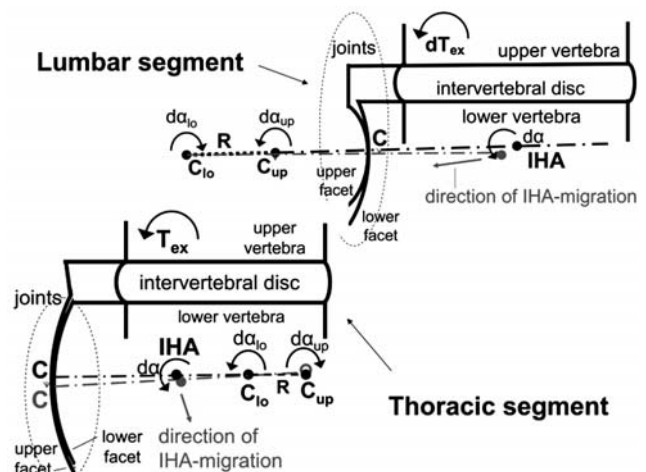 Lumbar segment
joints
dT_ex
upper vertebra
intervertebral disc
lower vertebra
dα_lo
dα_up
R
C
dα
C_lo
C_up
IHA
upper
facet
lower
facet
direction of IHA-migration
T_ex
upper
vertebra
intervertebral disc
joints
lower vertebra
IHA
dα_lo
dα_up
dα
C
C
C_lo
R
C_up
Thoracic segment
upper
facet
lower
facet
direction of
IHA-migration